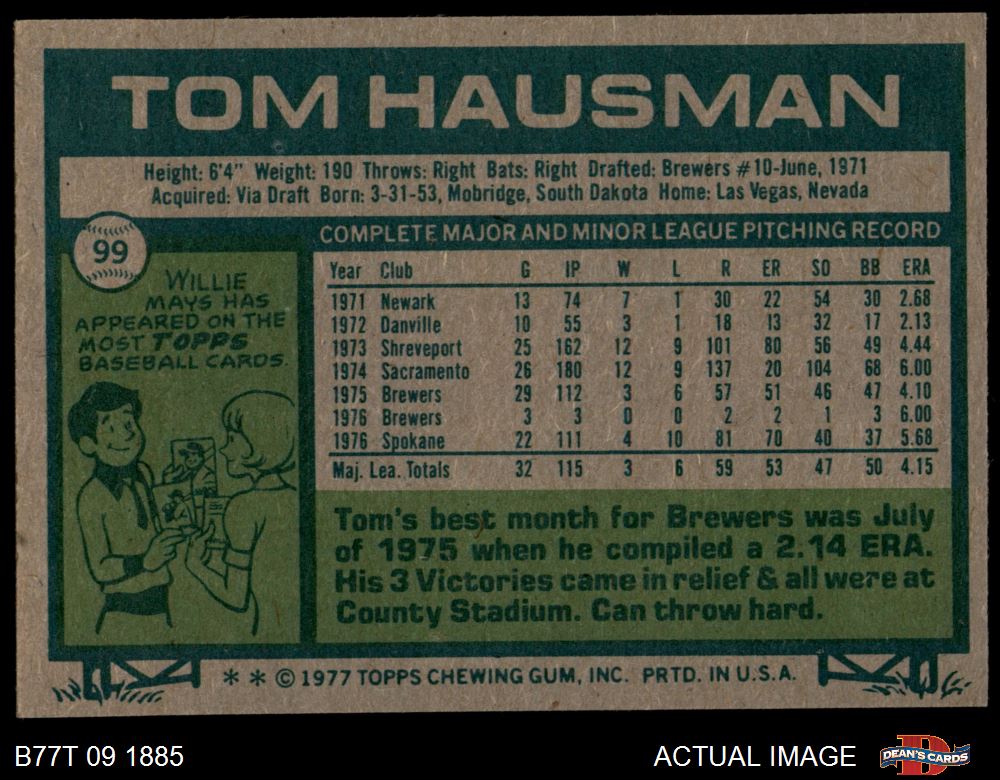 TOM HAUSMAN
Height: 6'4" Weight: 190 Throws: Right Bats: Right Drafted: Brewers #10-June, 1971
Acquired: Via Draft Born: 3-31-53, Mobridge, South Dakota Home: Las Vegas, Nevada
99
WILLIE
MAYS HAS
APPEARED ON THE
MOST TOPPS
BASEBALL CARDS.
COMPLETE MAJOR AND MINOR LEAGUE PITCHING RECORD
Year Club G IP W L R ER SO BB ERA
1971 Newark 13 74 7 1 30 22 54 30 2.68
1972 Danville 10 55 3 1 18 13 32 17 2.13
1973 Shreveport 25 162 12 9 101 80 56 49 4.44
1974 Sacramento 26 180 12 9 137 20 104 68 6.00
1975 Brewers 29 112 3 6 57 51 46 47 4.10
1976 Brewers 3 3 0 0 2 2 1 3 6.00
1976 Spokane 22 111 4 10 81 70 40 37 5.68
Maj. Lea. Totals 32 115 3 6 59 53 47 50 4.15
Tom's best month for Brewers was July
of 1975 when he compiled a 2.14 ERA.
His 3 Victories came in relief & all were at
County Stadium. Can throw hard.
* * © 1977 TOPPS CHEWING GUM, INC. PRTD. IN U.S.A.
B77T 09 1885
ACTUAL IMAGE
DEAN'S CARDS